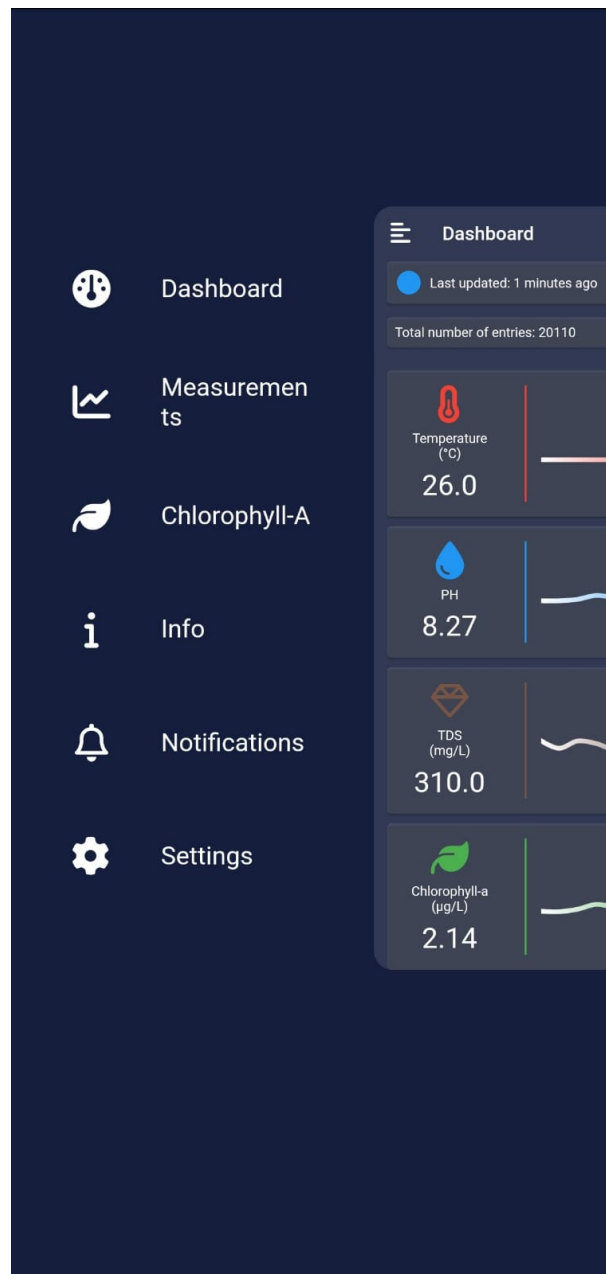 Dashboard
Measuremen
ts
Chlorophyll-A
Info
Notifications
Settings
Dashboard
Last updated: 1 minutes ago
Total number of entries: 20110
Temperature
(°C)
26.0
PH
8.27
TDS
(mg/L)
310.0
Chlorophyll-a
(µg/L)
2.14